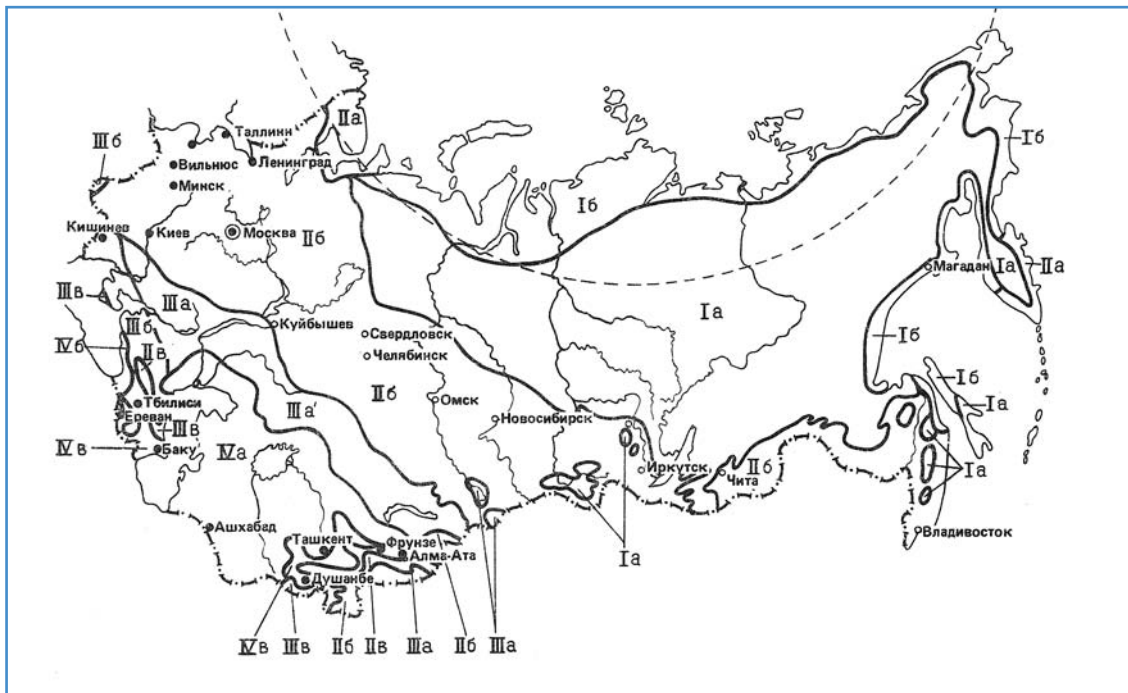 IIа
Таллинн
IIIб
Ленинград
Вильнюс
Минск
Iб
Iб
Кишинев
Киев
Москва
IIб
Магадан
Iа
IIа
IIIв
IIIа
Iа
IIIб
Куйбышев
Свердловск
Iб
IVб
IIв
Челябинск
IIб
Iб
Тбилиси
IIIа
Омск
Iа
Ереван
Новосибирск
IIIв
IVв
Баку
IVа
Иркутск
Чита
IIб
Iа
Ашхабад
Владивосток
Ташкент
Фрунзе
Алма-Ата
Iа
Душанбе
IVв
IIIв
IIб
IIв
IIIа
IIб
IIIа